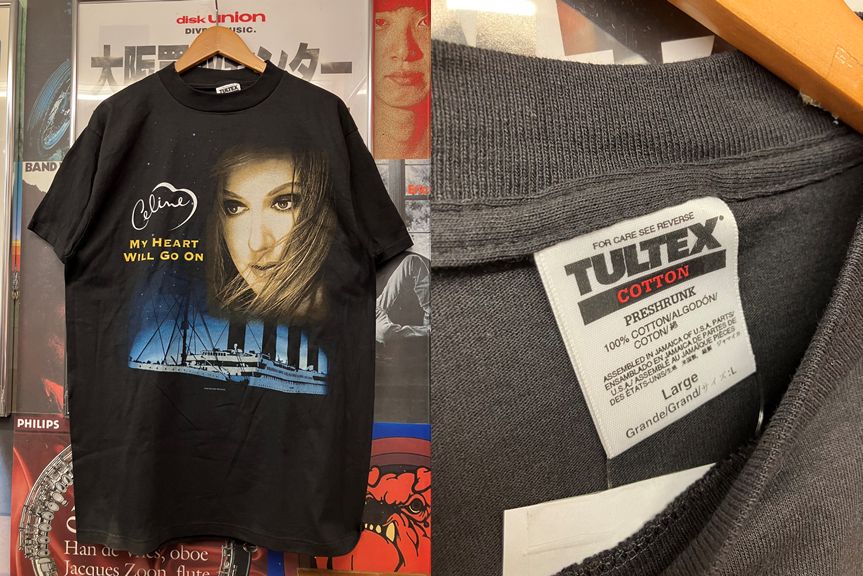 disk union
DIVE MUSIC.
大阪
ンター
TULTEX
BAND
Celine
MY HEART
WILL GO ON
PHILIPS
Han de Vries, oboe
Jacques Zoon, flute
FOR CARE SEE REVERSE
TULTEX
COTTON
PRESHRUNK
100% COTTON/ALGODÓN/
COTON/綿
ASSEMBLED IN JAMAICA OF U.S.A. PARTS/
ENSAMBLADO EN JAMAICA DE PARTES DE
U.S.A./ASSEMBLÉ AU JAMAÏQUE PIÈCES
DES ÉTATS-UNIS/
Large
Grande/Grand/サイズ:L